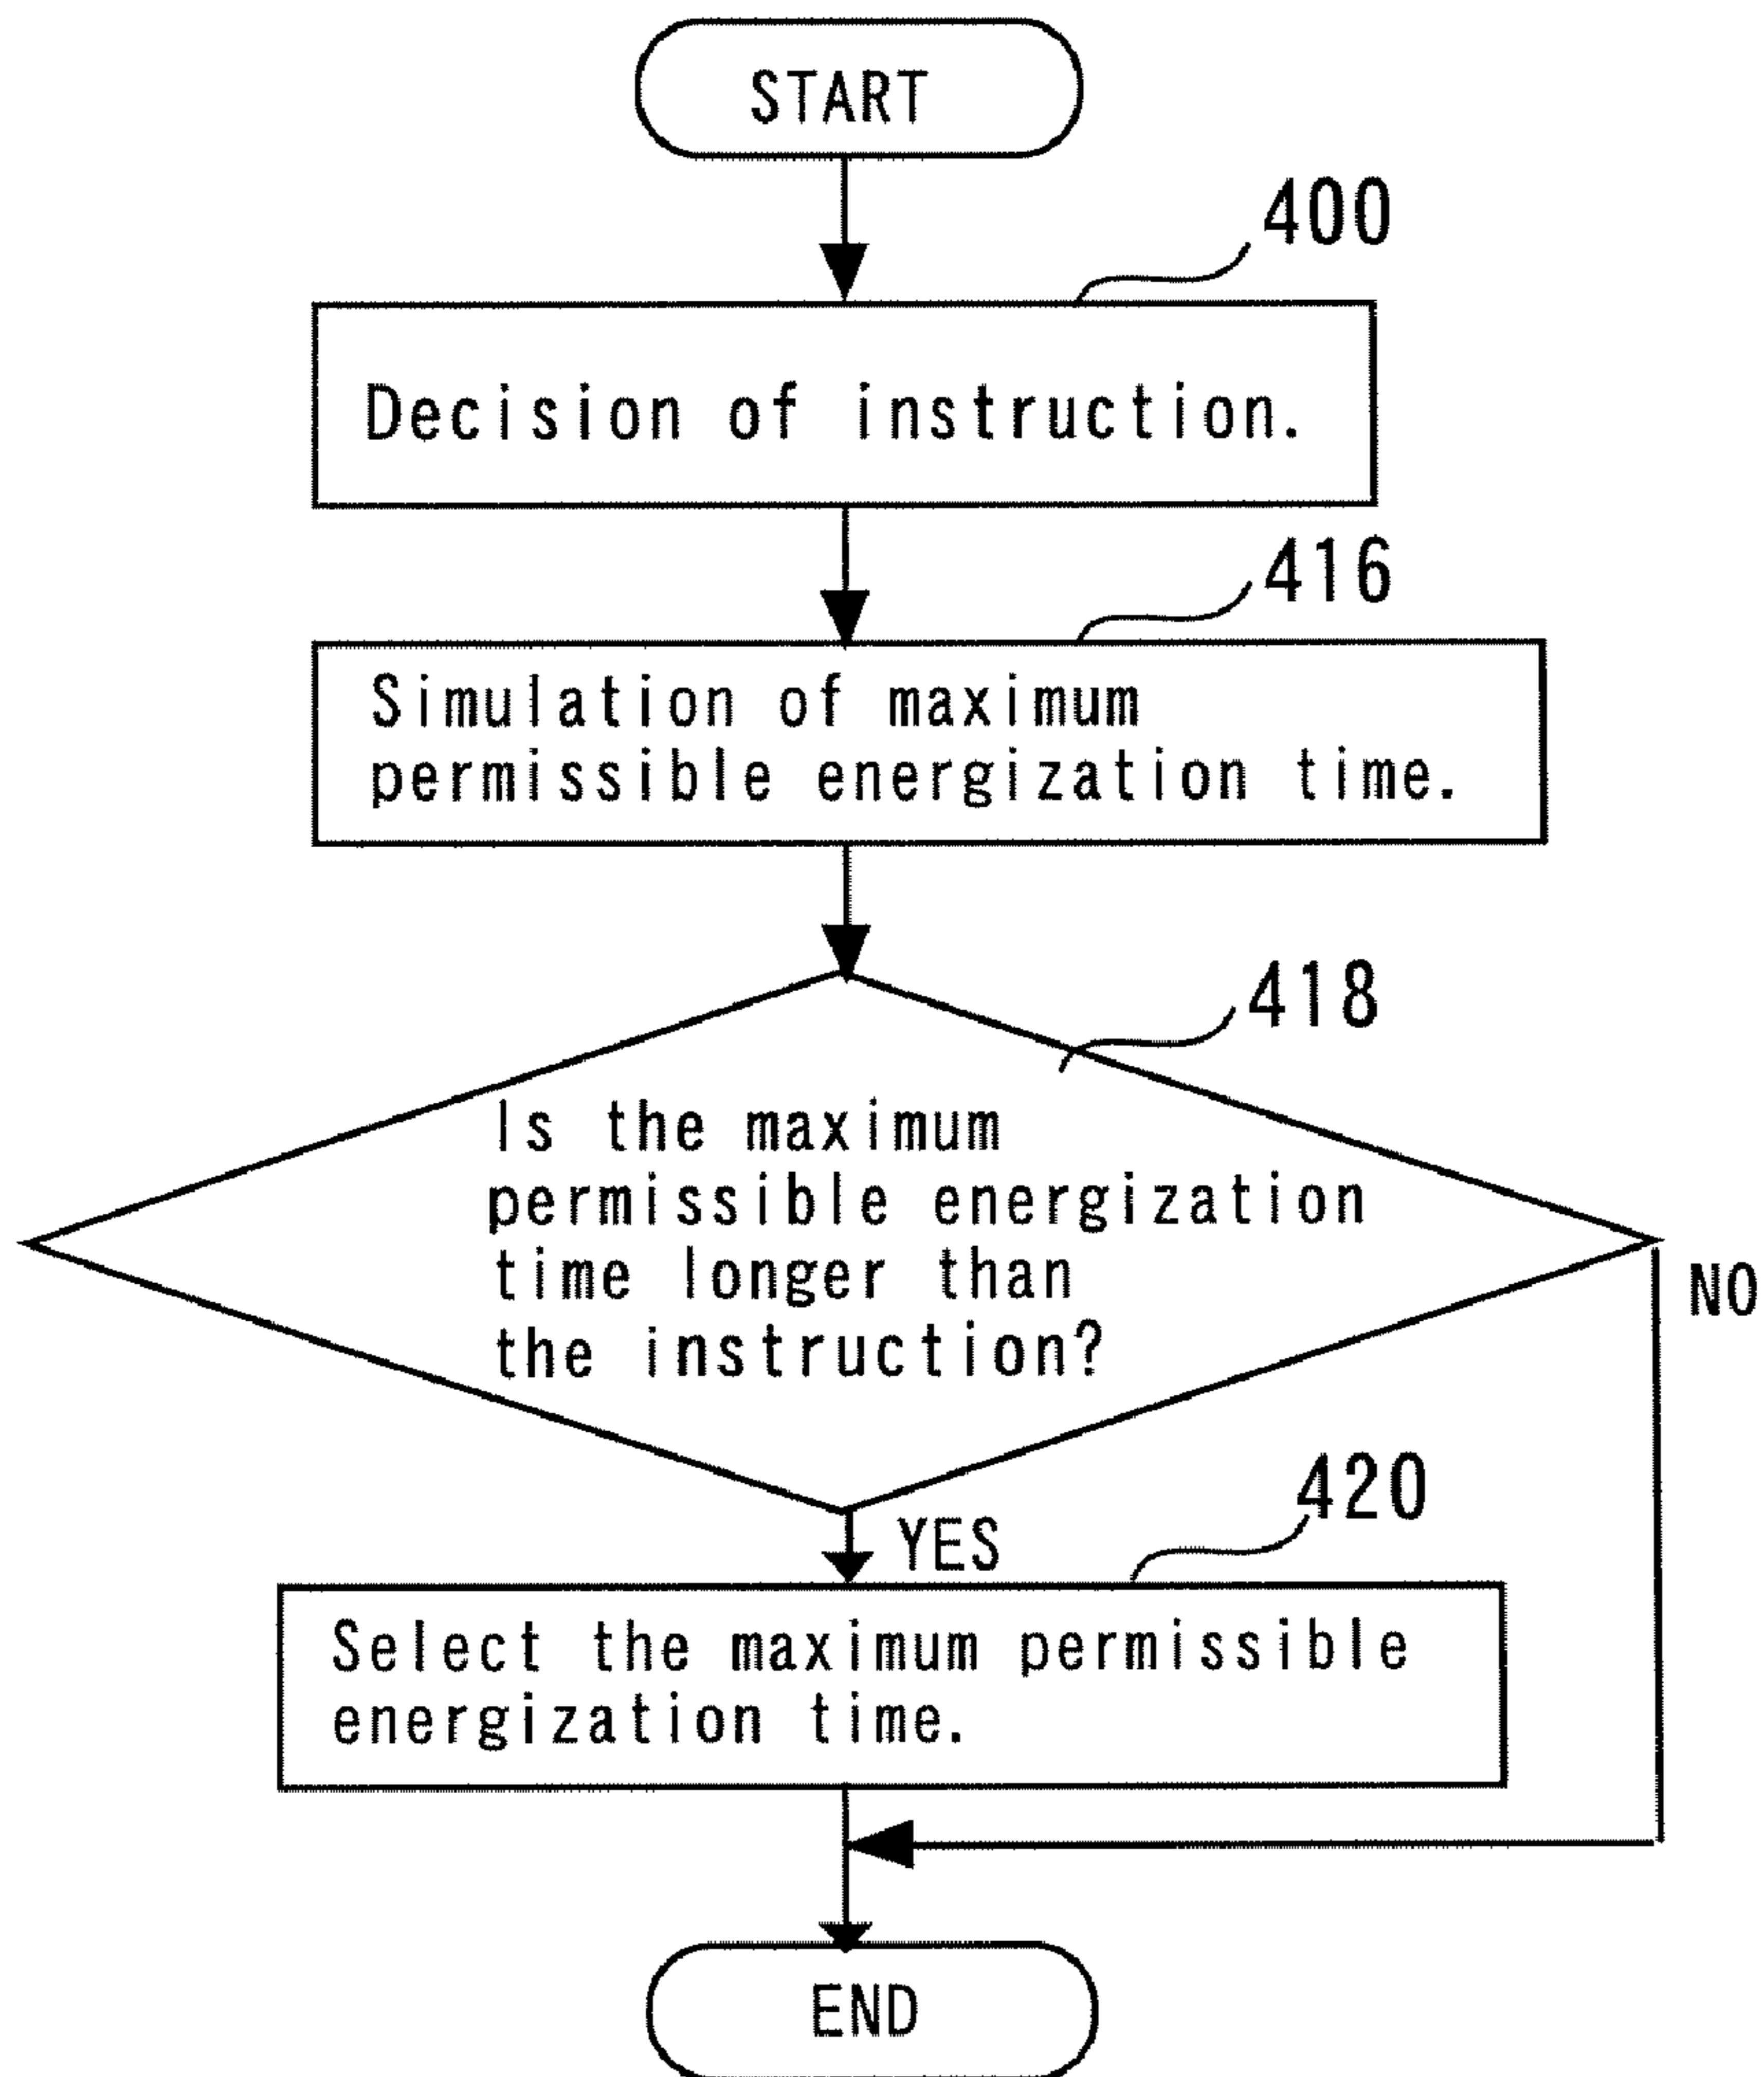 START
400
Decision of instruction.
416
Simulation of maximum
permissible energization time.
418
Is the maximum
permissible energization
time longer than
the instruction?
NO
YES
420
Select the maximum permissible
energization time.
END